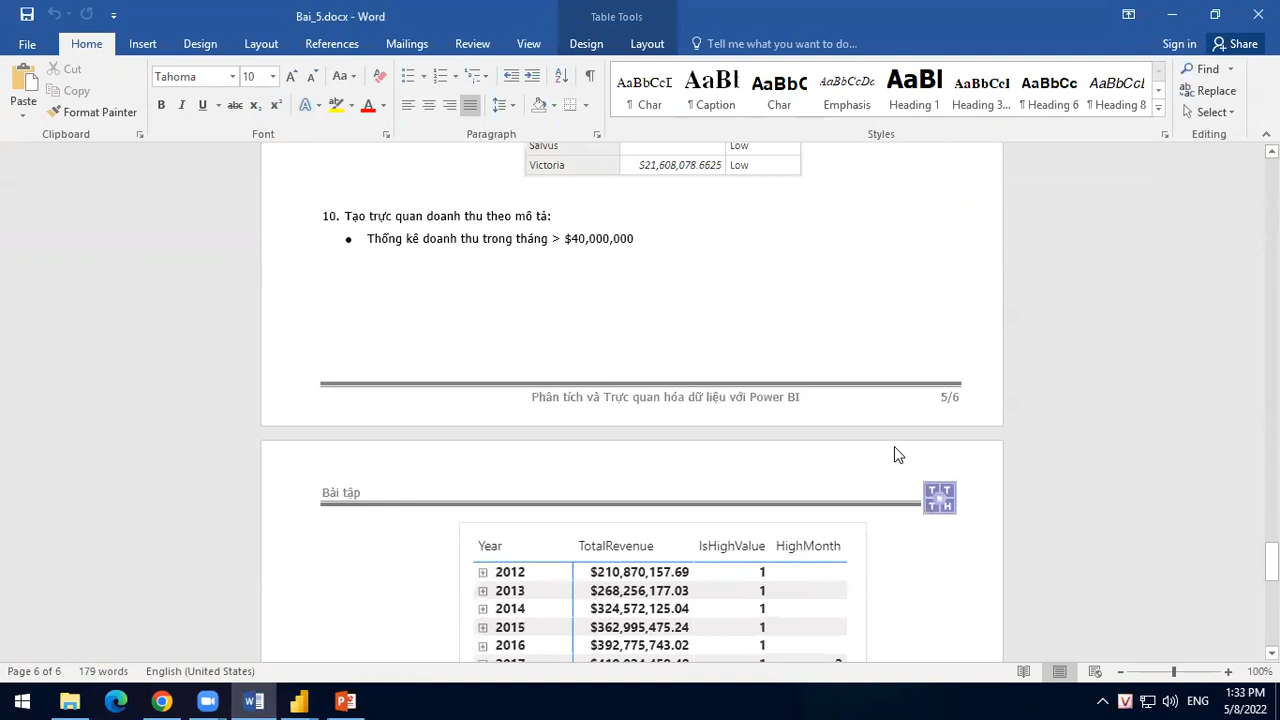 Bai_5.docx - Word
Table Tools
File Home Insert Design Layout References Mailings Review View Design Layout Tell me what you want to do... Sign in Share
Paste
Cut
Copy
Format Painter
Clipboard
Tahoma 10
Font
Paragraph
AaBbCcI AaBl AaBbC AaBbCcDc AaBl AaBbCcI AaBbCc AaBbCcI
¶ Char ¶ Caption Char Emphasis Heading 1 Heading 3... ¶ Heading 6 ¶ Heading 8
Styles
Find
Replace
Select
Editing
Salvus Low
Victoria $21,608,078.6625 Low
10. Tạo trực quan doanh thu theo mô tả:
● Thống kê doanh thu trong tháng > $40,000,000
Phân tích và Trực quan hóa dữ liệu với Power BI 5/6
Bài tập
T T
T H
Year TotalRevenue IsHighValue HighMonth
2012 $210,870,157.69 1
2013 $268,256,177.03 1
2014 $324,572,125.04 1
2015 $362,995,475.24 1
2016 $392,775,743.02 1
Page 6 of 6 179 words English (United States) 100%
ENG
1:33 PM
5/8/2022